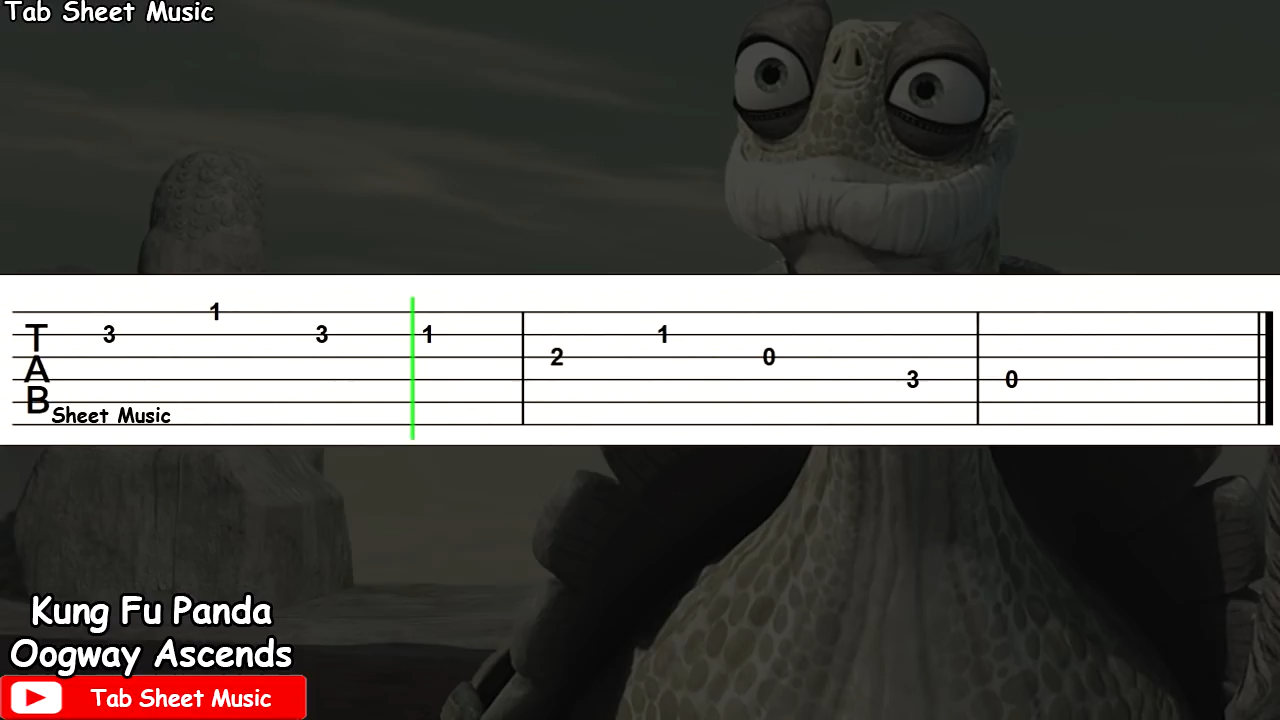 Tab Sheet Music
1
3 3 1 1
T
2 0
A
3 0
B
Sheet Music
Kung Fu Panda
Oogway Ascends
Tab Sheet Music